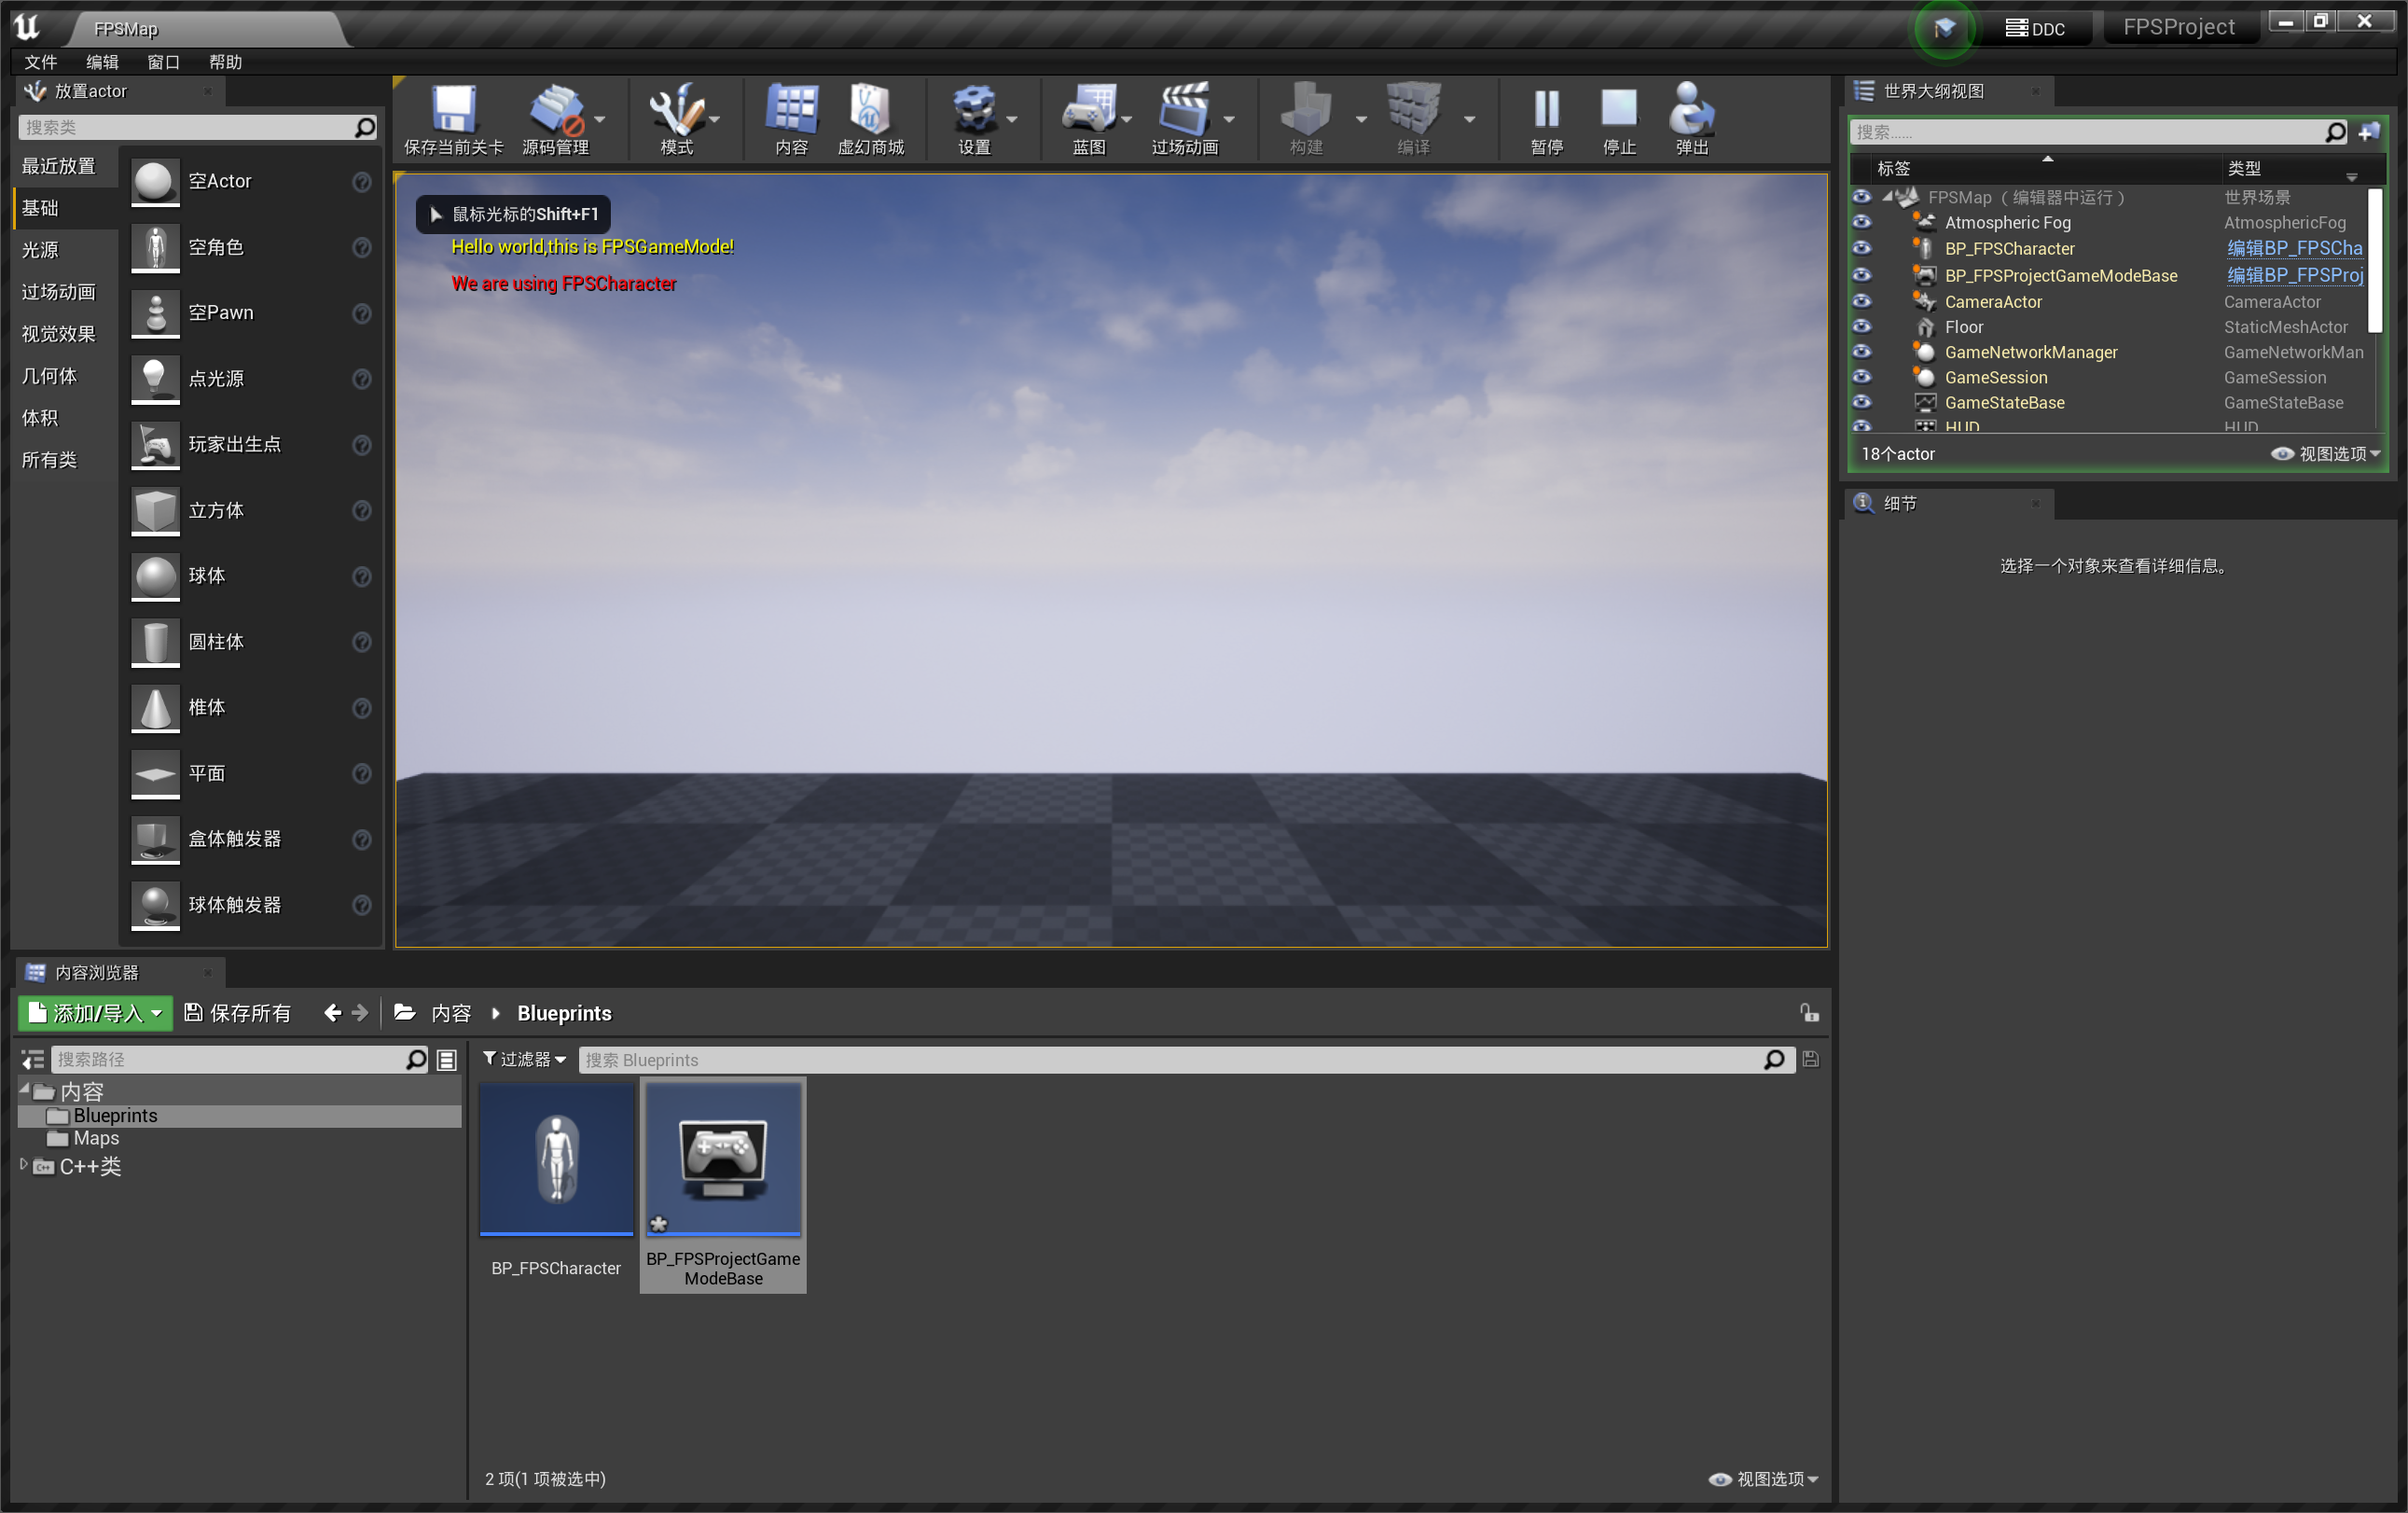 FPSMap
DDC
FPSProject
文件 编辑 窗口 帮助
放置actor
搜索类
最近放置
基础
光源
过场动画
视觉效果
几何体
体积
所有类
空Actor
空角色
空Pawn
点光源
玩家出生点
立方体
球体
圆柱体
椎体
平面
盒体触发器
球体触发器
保存当前关卡 源码管理 模式 内容 虚幻商城 设置 蓝图 过场动画 构建 编译 暂停 停止 弹出
鼠标光标的Shift+F1
Hello world,this is FPSGameMode!
We are using FPSCharacter
世界大纲视图
搜索......
标签 类型
FPSMap（编辑器中运行） 世界场景
Atmospheric Fog AtmosphericFog
BP_FPSCharacter 编辑BP_FPSCha
BP_FPSProjectGameModeBase 编辑BP_FPSProj
CameraActor CameraActor
Floor StaticMeshActor
GameNetworkManager GameNetworkMan
GameSession GameSession
GameStateBase GameStateBase
HUD HUD
18个actor 视图选项
细节
选择一个对象来查看详细信息。
内容浏览器
添加/导入 保存所有 内容 Blueprints
搜索路径
内容
Blueprints
Maps
C++类
过滤器 搜索 Blueprints
BP_FPSCharacter
BP_FPSProjectGame
ModeBase
2 项(1 项被选中) 视图选项